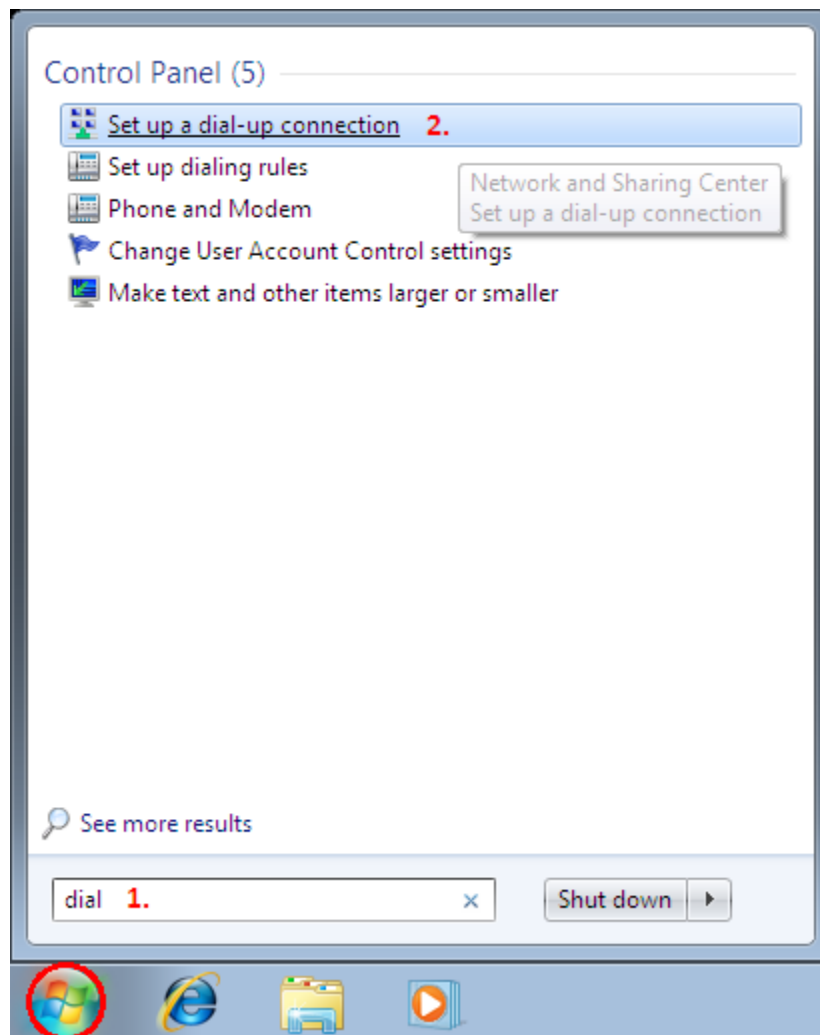 Control Panel (5)
Set up a dial-up connection 2.
Set up dialing rules
Network and Sharing Center
Set up a dial-up connection
Phone and Modem
Change User Account Control settings
Make text and other items larger or smaller
See more results
dial 1.
Shut down